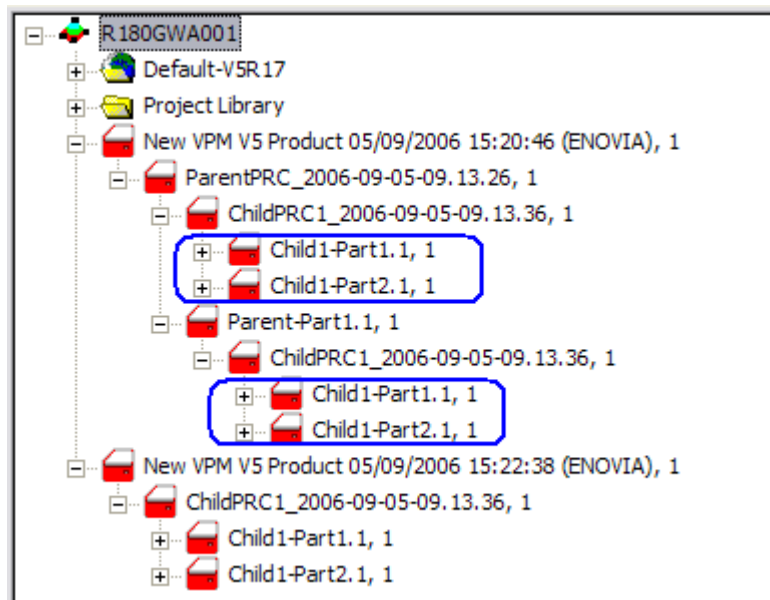 R180GWA001
Default-V5R17
Project Library
New VPM V5 Product 05/09/2006 15:20:46 (ENOVIA), 1
ParentPRC_2006-09-05-09.13.26, 1
ChildPRC1_2006-09-05-09.13.36, 1
Child1-Part1.1, 1
Child1-Part2.1, 1
Parent-Part1.1, 1
ChildPRC1_2006-09-05-09.13.36, 1
Child1-Part1.1, 1
Child1-Part2.1, 1
New VPM V5 Product 05/09/2006 15:22:38 (ENOVIA), 1
ChildPRC1_2006-09-05-09.13.36, 1
Child1-Part1.1, 1
Child1-Part2.1, 1